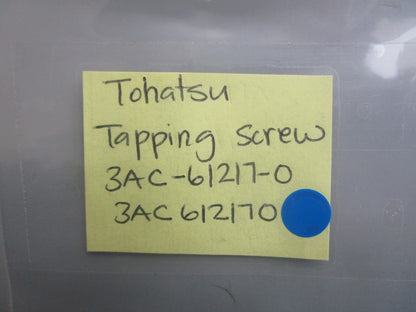 Tohatsu
Tapping Screw
3AC-61217-0
3AC612170